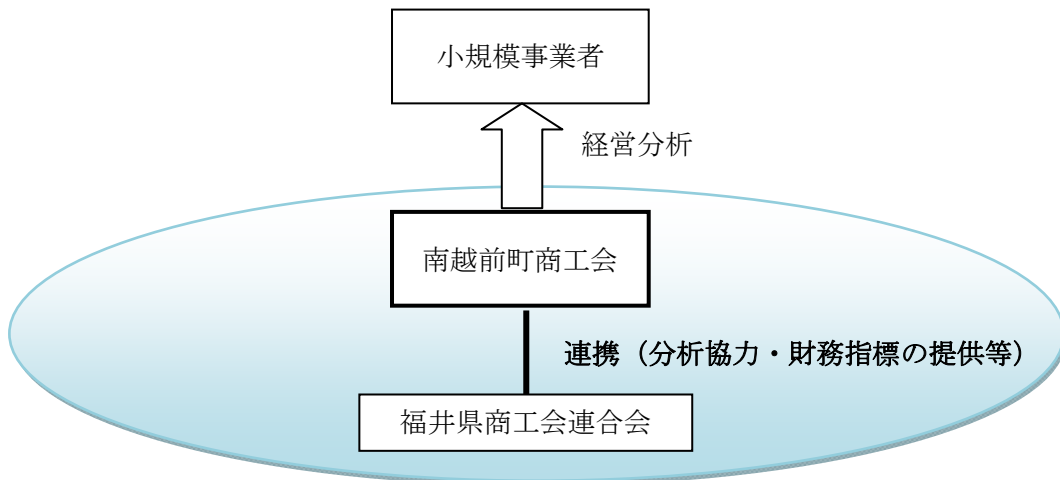 小規模事業者
経営分析
南越前町商工会
連携（分析協力・財務指標の提供等）
福井県商工会連合会